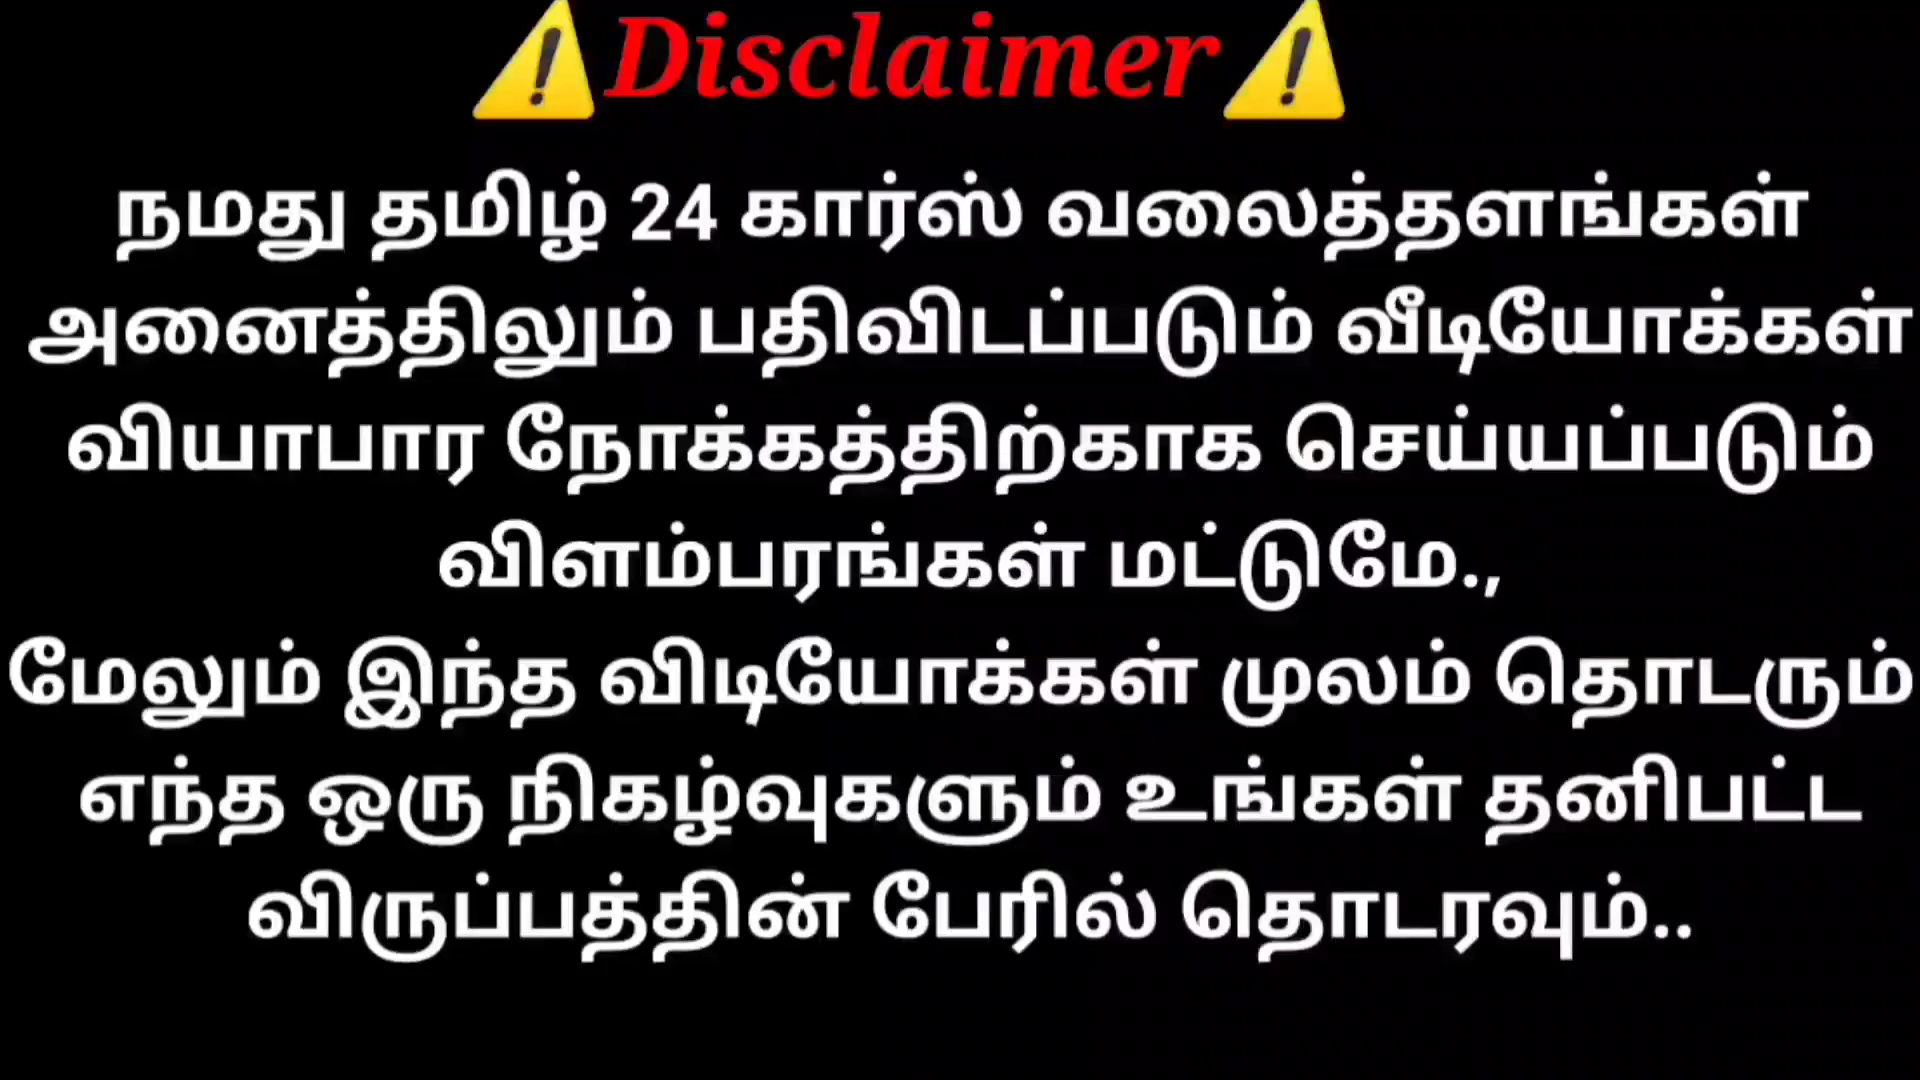 ⚠️Disclaimer⚠️
நமது தமிழ் 24 கார்ஸ் வலைத்தளங்கள்
அனைத்திலும் பதிவிடப்படும் வீடியோக்கள்
வியாபார நோக்கத்திற்காக செய்யப்படும்
விளம்பரங்கள் மட்டுமே.,
மேலும் இந்த விடியோக்கள் முலம் தொடரும்
எந்த ஒரு நிகழ்வுகளும் உங்கள் தனிபட்ட
விருப்பத்தின் பேரில் தொடரவும்..